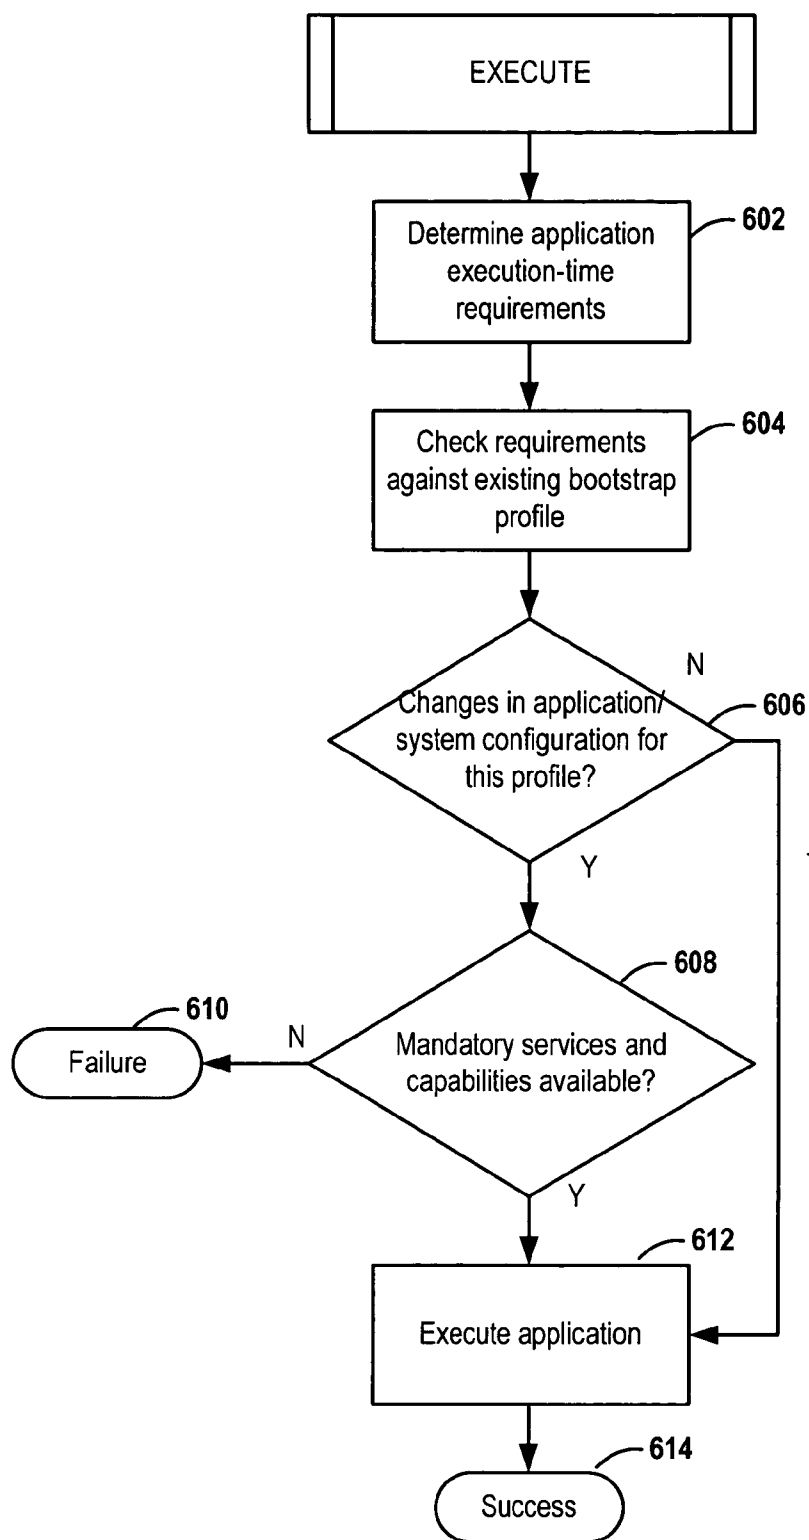 EXECUTE
602
Determine application
execution-time
requirements
604
Check requirements
against existing bootstrap
profile
N
606
Changes in application/
system configuration for
this profile?
Y
608
610
N
Failure
Mandatory services and
capabilities available?
Y
612
Execute application
614
Success